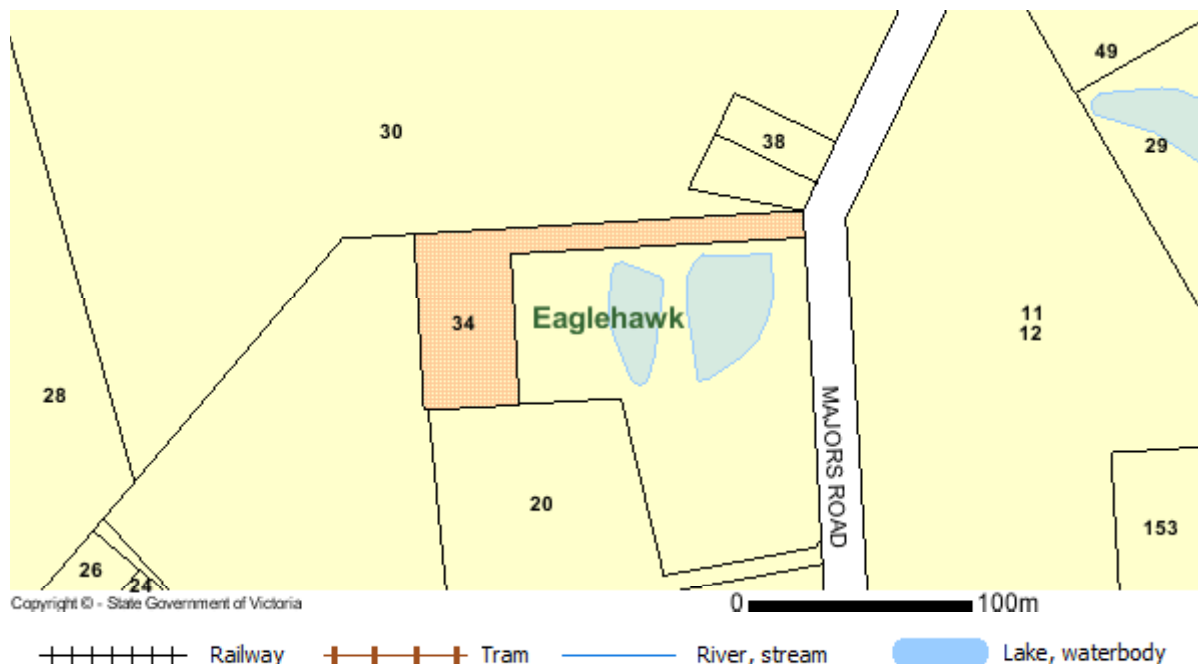 49
30
38
29
11
12
34
Eaglehawk
28
MAJORS ROAD
20
153
26
24
Copyright © - State Government of Victoria
0 100m
Railway Tram River, stream Lake, waterbody